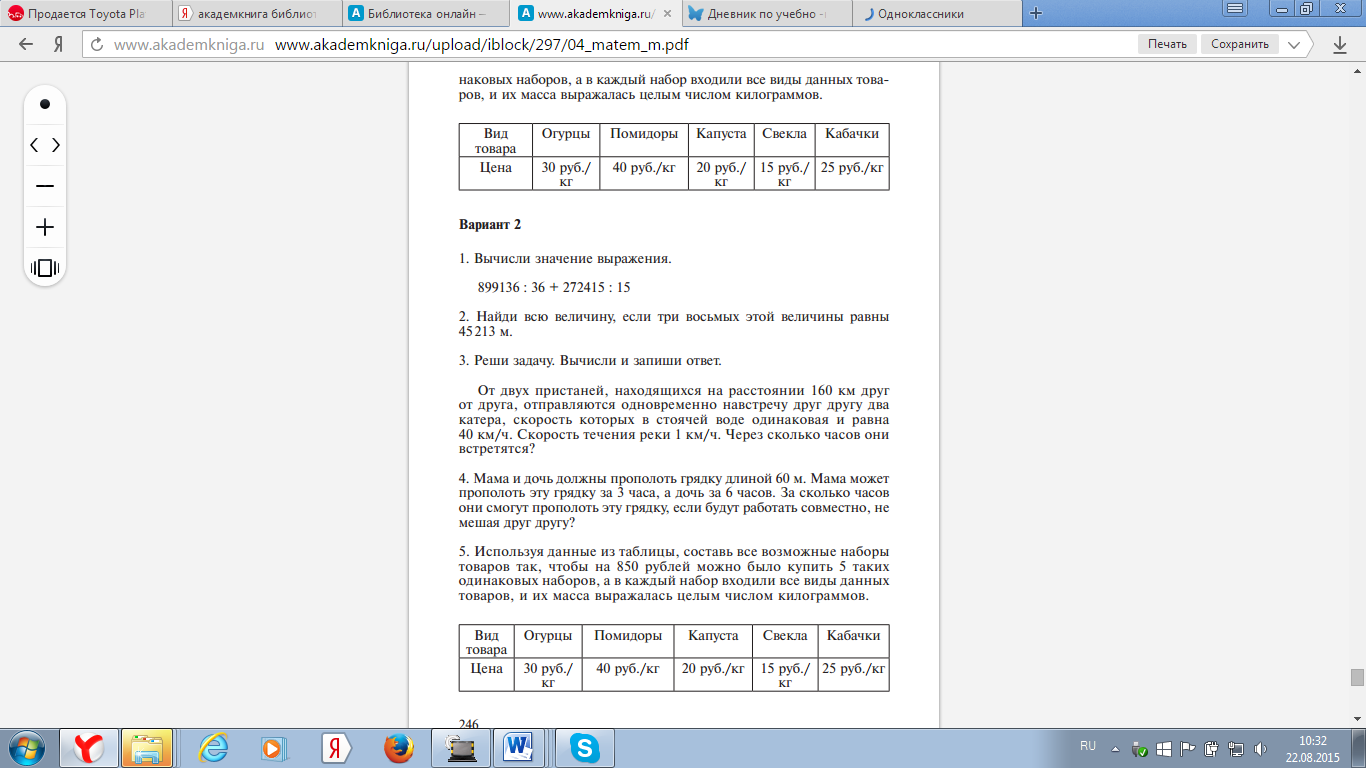 Продается Toyota Pla
академкнига библиот
Библиотека онлайн –
www.akademkniga.ru/
Дневник по учебно -
Одноклассники
www.akademkniga.ru www.akademkniga.ru/upload/iblock/297/04_matem_m.pdf
Печать
Сохранить
наковых наборов, а в каждый набор входили все виды данных това-
ров, и их масса выражалась целым числом килограммов.
Вид товара Огурцы Помидоры Капуста Свекла Кабачки
Цена 30 руб./кг 40 руб./кг 20 руб./кг 15 руб./кг 25 руб./кг
Вариант 2
1. Вычисли значение выражения.
899136 : 36 + 272415 : 15
2. Найди всю величину, если три восьмых этой величины равны
45 213 м.
3. Реши задачу. Вычисли и запиши ответ.
От двух пристаней, находящихся на расстоянии 160 км друг
от друга, отправляются одновременно навстречу друг другу два
катера, скорость которых в стоячей воде одинаковая и равна
40 км/ч. Скорость течения реки 1 км/ч. Через сколько часов они
встретятся?
4. Мама и дочь должны прополоть грядку длиной 60 м. Мама может
прополоть эту грядку за 3 часа, а дочь за 6 часов. За сколько часов
они смогут прополоть эту грядку, если будут работать совместно, не
мешая друг другу?
5. Используя данные из таблицы, составь все возможные наборы
товаров так, чтобы на 850 рублей можно было купить 5 таких
одинаковых наборов, а в каждый набор входили все виды данных
товаров, и их масса выражалась целым числом килограммов.
Вид товара Огурцы Помидоры Капуста Свекла Кабачки
Цена 30 руб./кг 40 руб./кг 20 руб./кг 15 руб./кг 25 руб./кг
246
RU
10:32
22.08.2015